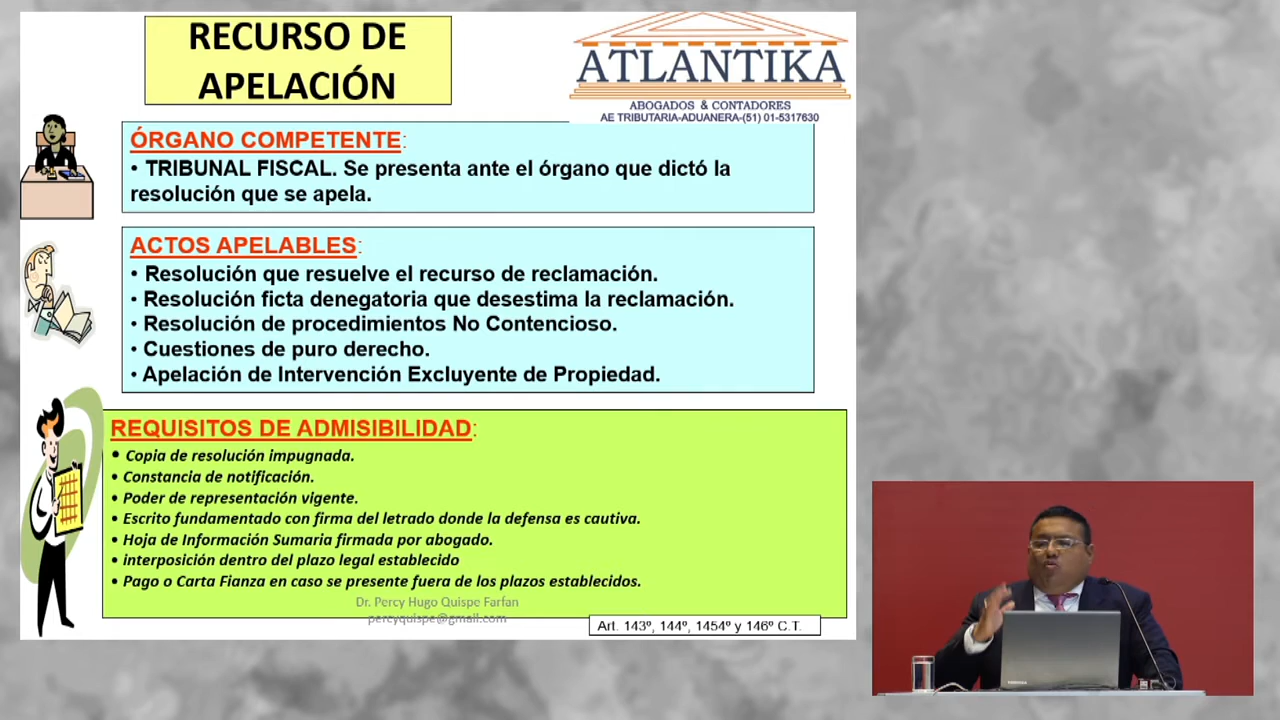 RECURSO DE
APELACIÓN
ATLANTIKA
ABOGADOS & CONTADORES
AE TRIBUTARIA-ADUANERA-(51) 01-5317630
ÓRGANO COMPETENTE:
• TRIBUNAL FISCAL. Se presenta ante el órgano que dictó la
resolución que se apela.
ACTOS APELABLES:
• Resolución que resuelve el recurso de reclamación.
• Resolución ficta denegatoria que desestima la reclamación.
• Resolución de procedimientos No Contencioso.
• Cuestiones de puro derecho.
• Apelación de Intervención Excluyente de Propiedad.
REQUISITOS DE ADMISIBILIDAD:
• Copia de resolución impugnada.
• Constancia de notificación.
• Poder de representación vigente.
• Escrito fundamentado con firma del letrado donde la defensa es cautiva.
• Hoja de Información Sumaria firmada por abogado.
• interposición dentro del plazo legal establecido
• Pago o Carta Fianza en caso se presente fuera de los plazos establecidos.
Dr. Percy Hugo Quispe Farfan
percyquispe@gmail.com
Art. 143º, 144º, 1454º y 146º C.T.